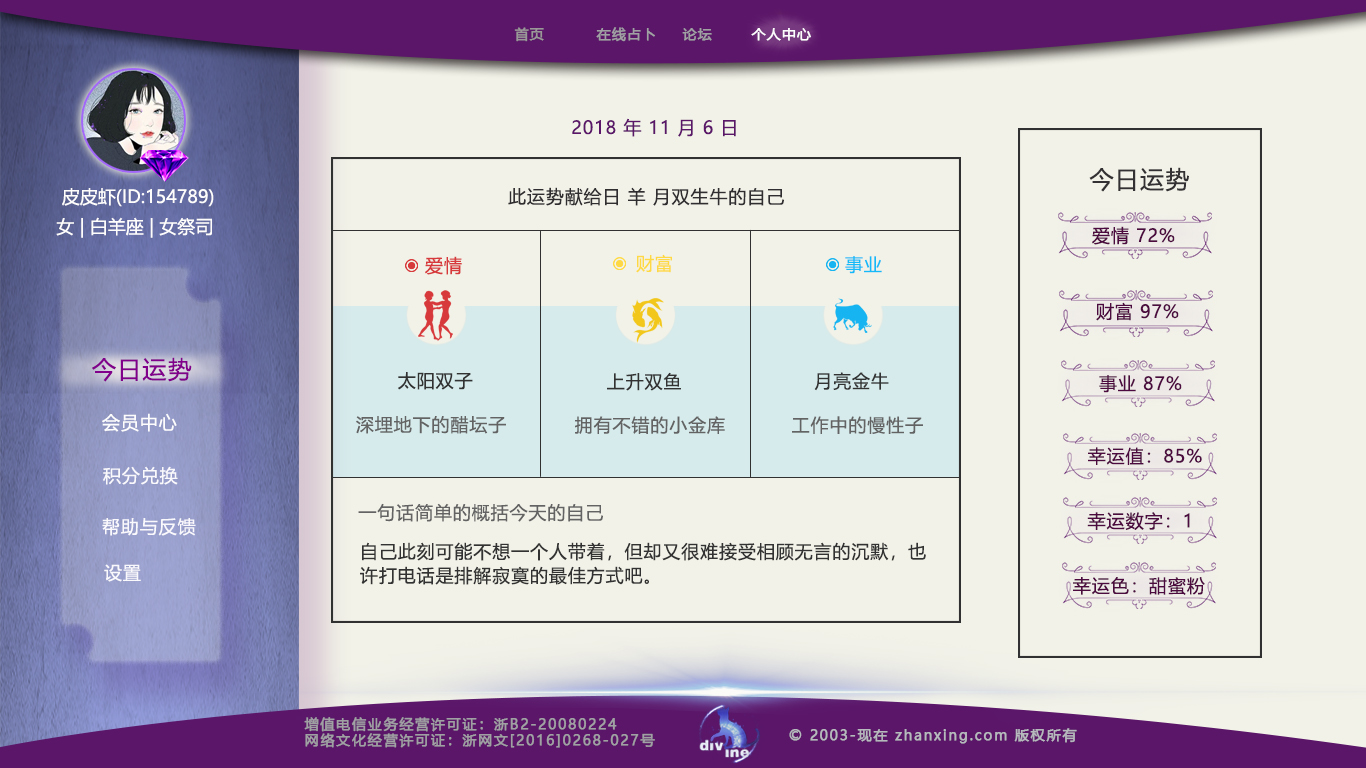 首页 在线占卜 论坛 个人中心
皮皮虾(ID:154789)
女 | 白羊座 | 女祭司
今日运势
会员中心
积分兑换
帮助与反馈
设置
2018 年 11 月 6 日
此运势献给日 羊 月双生牛的自己
爱情 财富 事业
太阳双子 上升双鱼 月亮金牛
深埋地下的醋坛子 拥有不错的小金库 工作中的慢性子
一句话简单的概括今天的自己
自己此刻可能不想一个人带着，但却又很难接受相顾无言的沉默，也
许打电话是排解寂寞的最佳方式吧。
今日运势
爱情 72%
财富 97%
事业 87%
幸运值：85%
幸运数字：1
幸运色：甜蜜粉
增值电信业务经营许可证：浙B2-20080224
网络文化经营许可证：浙网文[2016]0268-027号
divine
© 2003-现在 zhanxing.com 版权所有